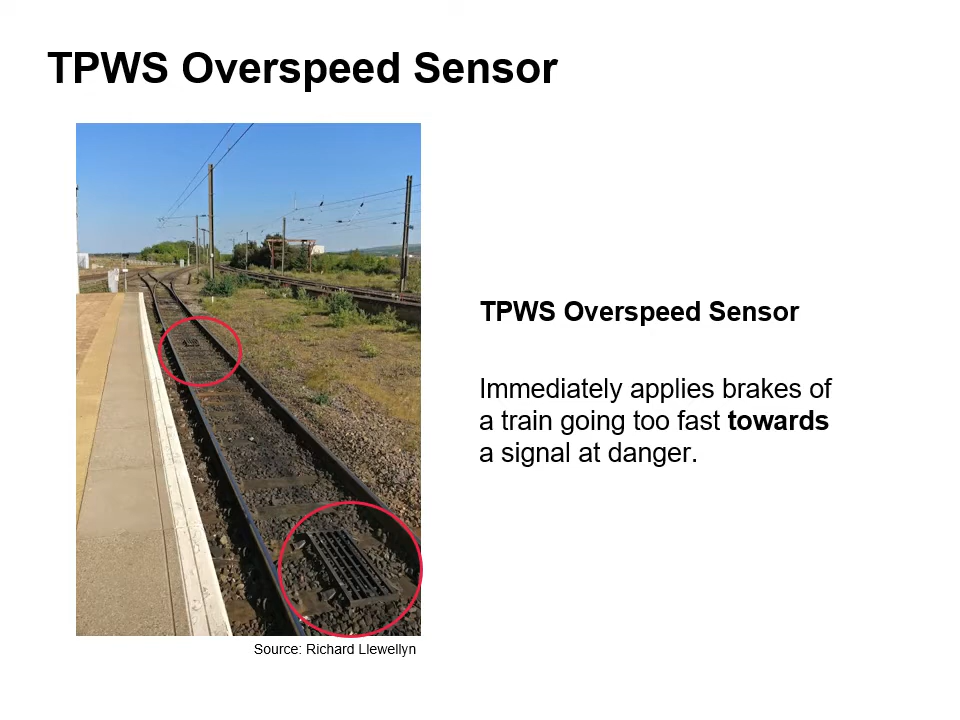 TPWS Overspeed Sensor
TPWS Overspeed Sensor
Immediately applies brakes of
a train going too fast towards
a signal at danger.
Source: Richard Llewellyn